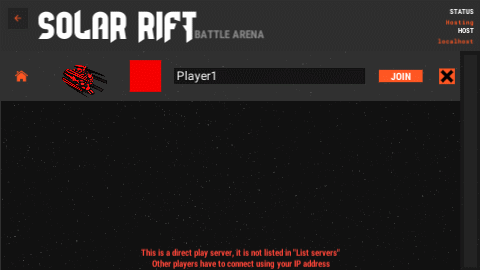 SOLAR RIFT BATTLE ARENA
STATUS
Hosting
HOST
localhost
Player1
JOIN
This is a direct play server, it is not listed in "List servers"
Other players have to connect using your IP address